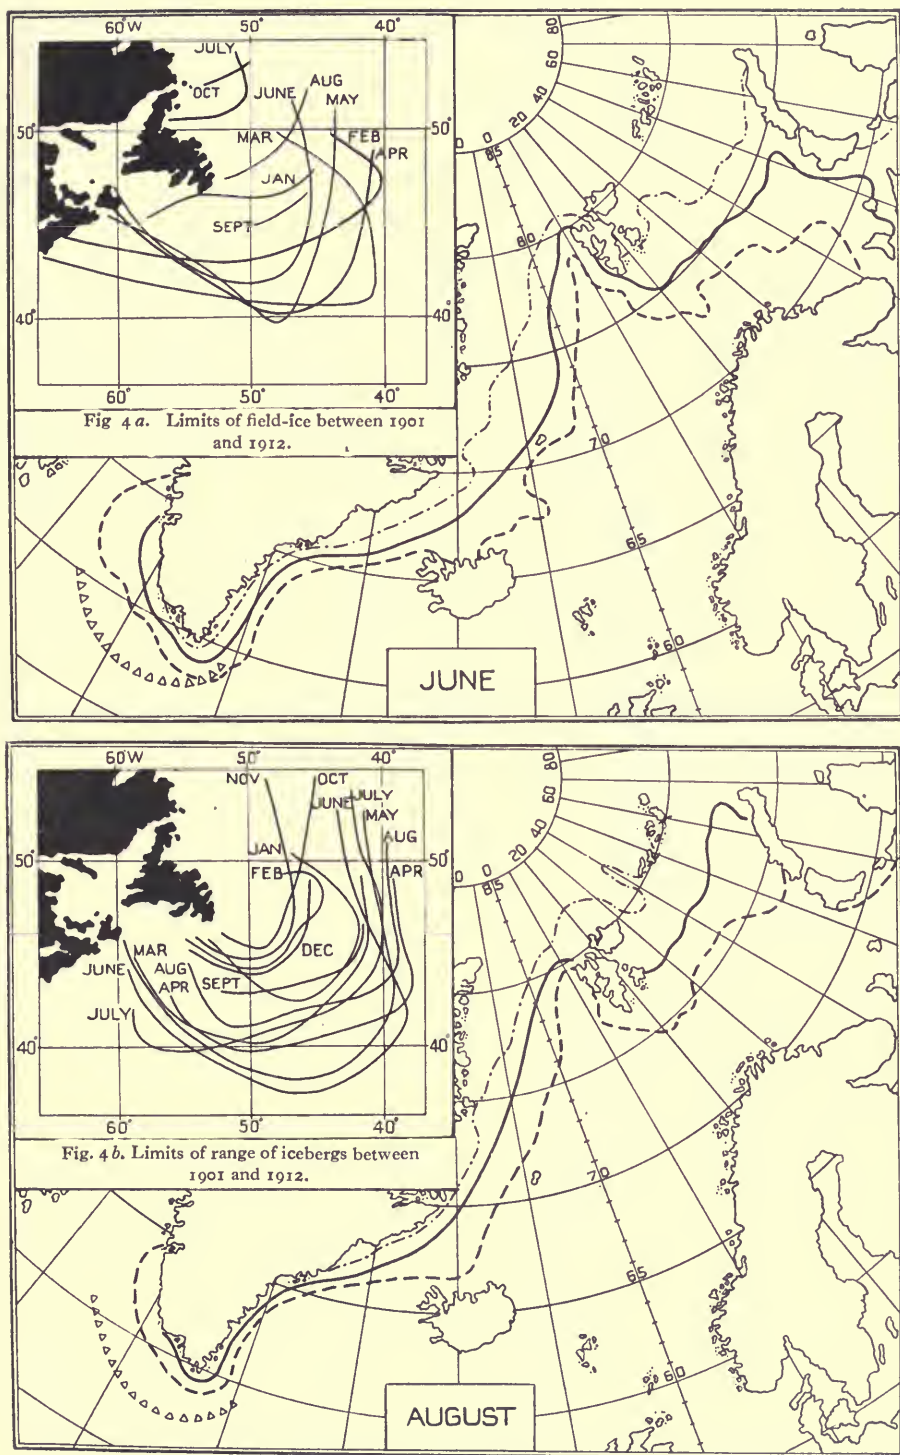 60°W 50° 40°
JULY
AUG
OCT JUNE MAY
50° 50°
MAR FEB
APR
JAN
SEPT
40° 40°
60° 50° 40°
Fig 4 a. Limits of field-ice between 1901
and 1912.
80
60
40
20
0
0
85
80
70
65
60
JUNE
60°W 50° 40°
NOV OCT
JUNE JULY
MAY
AUG
JAN
50° 50°
FEB APR
MAR DEC
JUNE AUG SEPT
APR
JULY
40° 40°
60° 50° 40°
Fig. 4 b. Limits of range of icebergs between
1901 and 1912.
80
60
40
20
0
0
85
80
70
65
60
AUGUST